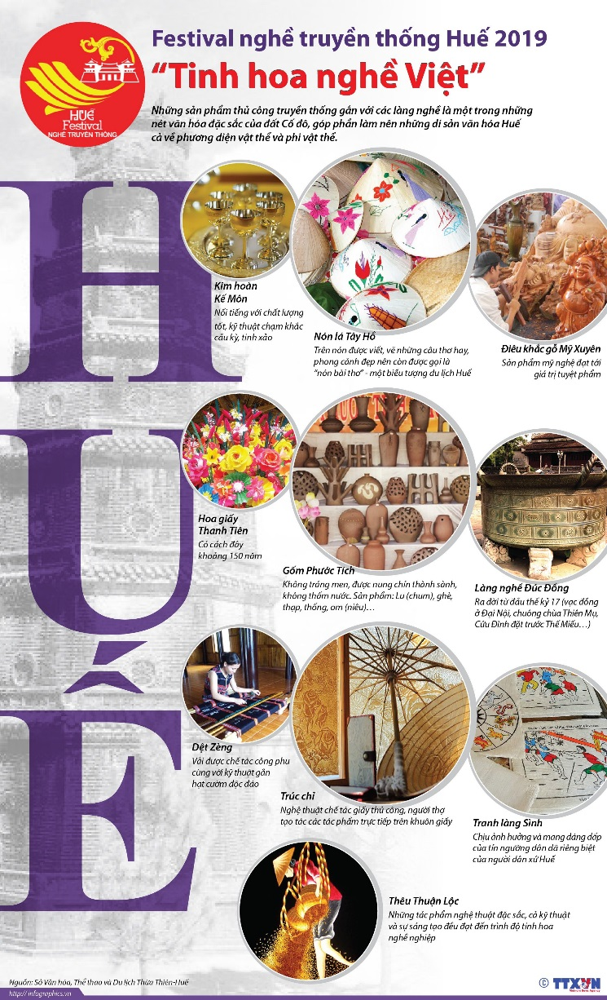 Festival nghề truyền thống Huế 2019
“Tinh hoa nghề Việt”
HUẾ
Festival
NGHỀ TRUYỀN THỐNG
Những sản phẩm thủ công truyền thống gắn với các làng nghề là một trong những
nét văn hóa đặc sắc của đất Cố đô, góp phần làm nên những di sản văn hóa Huế
cả về phương diện vật thể và phi vật thể.
HUẾ
Kim hoàn
Kế Môn
Nổi tiếng với chất lượng
tốt, kỹ thuật chạm khắc
cầu kỳ, tinh xảo
Nón lá Tây Hồ
Trên nón được viết, vẽ những câu thơ hay,
phong cảnh đẹp nên còn được gọi là
“nón bài thơ” - một biểu tượng du lịch Huế
Điêu khắc gỗ Mỹ Xuyên
Sản phẩm mỹ nghệ đạt tới
giá trị tuyệt phẩm
Hoa giấy
Thanh Tiên
Có cách đây
khoảng 150 năm
Gốm Phước Tích
Không tráng men, được nung chín thành sành,
không thấm nước. Sản phẩm: Lu (chum), ghè,
thạp, thống, om (niêu)…
Làng nghề Đúc Đồng
Ra đời từ đầu thế kỷ 17 (vạc đồng
ở Đại Nội, chuông chùa Thiên Mụ,
Cửu Đỉnh đặt trước Thế Miếu…)
Dệt Zèng
Vải được chế tác công phu
cùng với kỹ thuật gắn
hạt cườm độc đáo
Trúc chỉ
Nghệ thuật chế tác giấy thủ công, người thợ
tạo tác các tác phẩm trực tiếp trên khuôn giấy
Tranh làng Sình
Chịu ảnh hưởng và mang dáng dấp
của tín ngưỡng dân dã riêng biệt
của người dân xứ Huế
Thêu Thuận Lộc
Những tác phẩm nghệ thuật đặc sắc, cả kỹ thuật
và sự sáng tạo đều đạt đến trình độ tinh hoa
nghề nghiệp
Nguồn: Sở Văn hóa, Thể thao và Du lịch Thừa Thiên-Huế
http://infographics.vn
© TTXVN
Vietnam News Agency